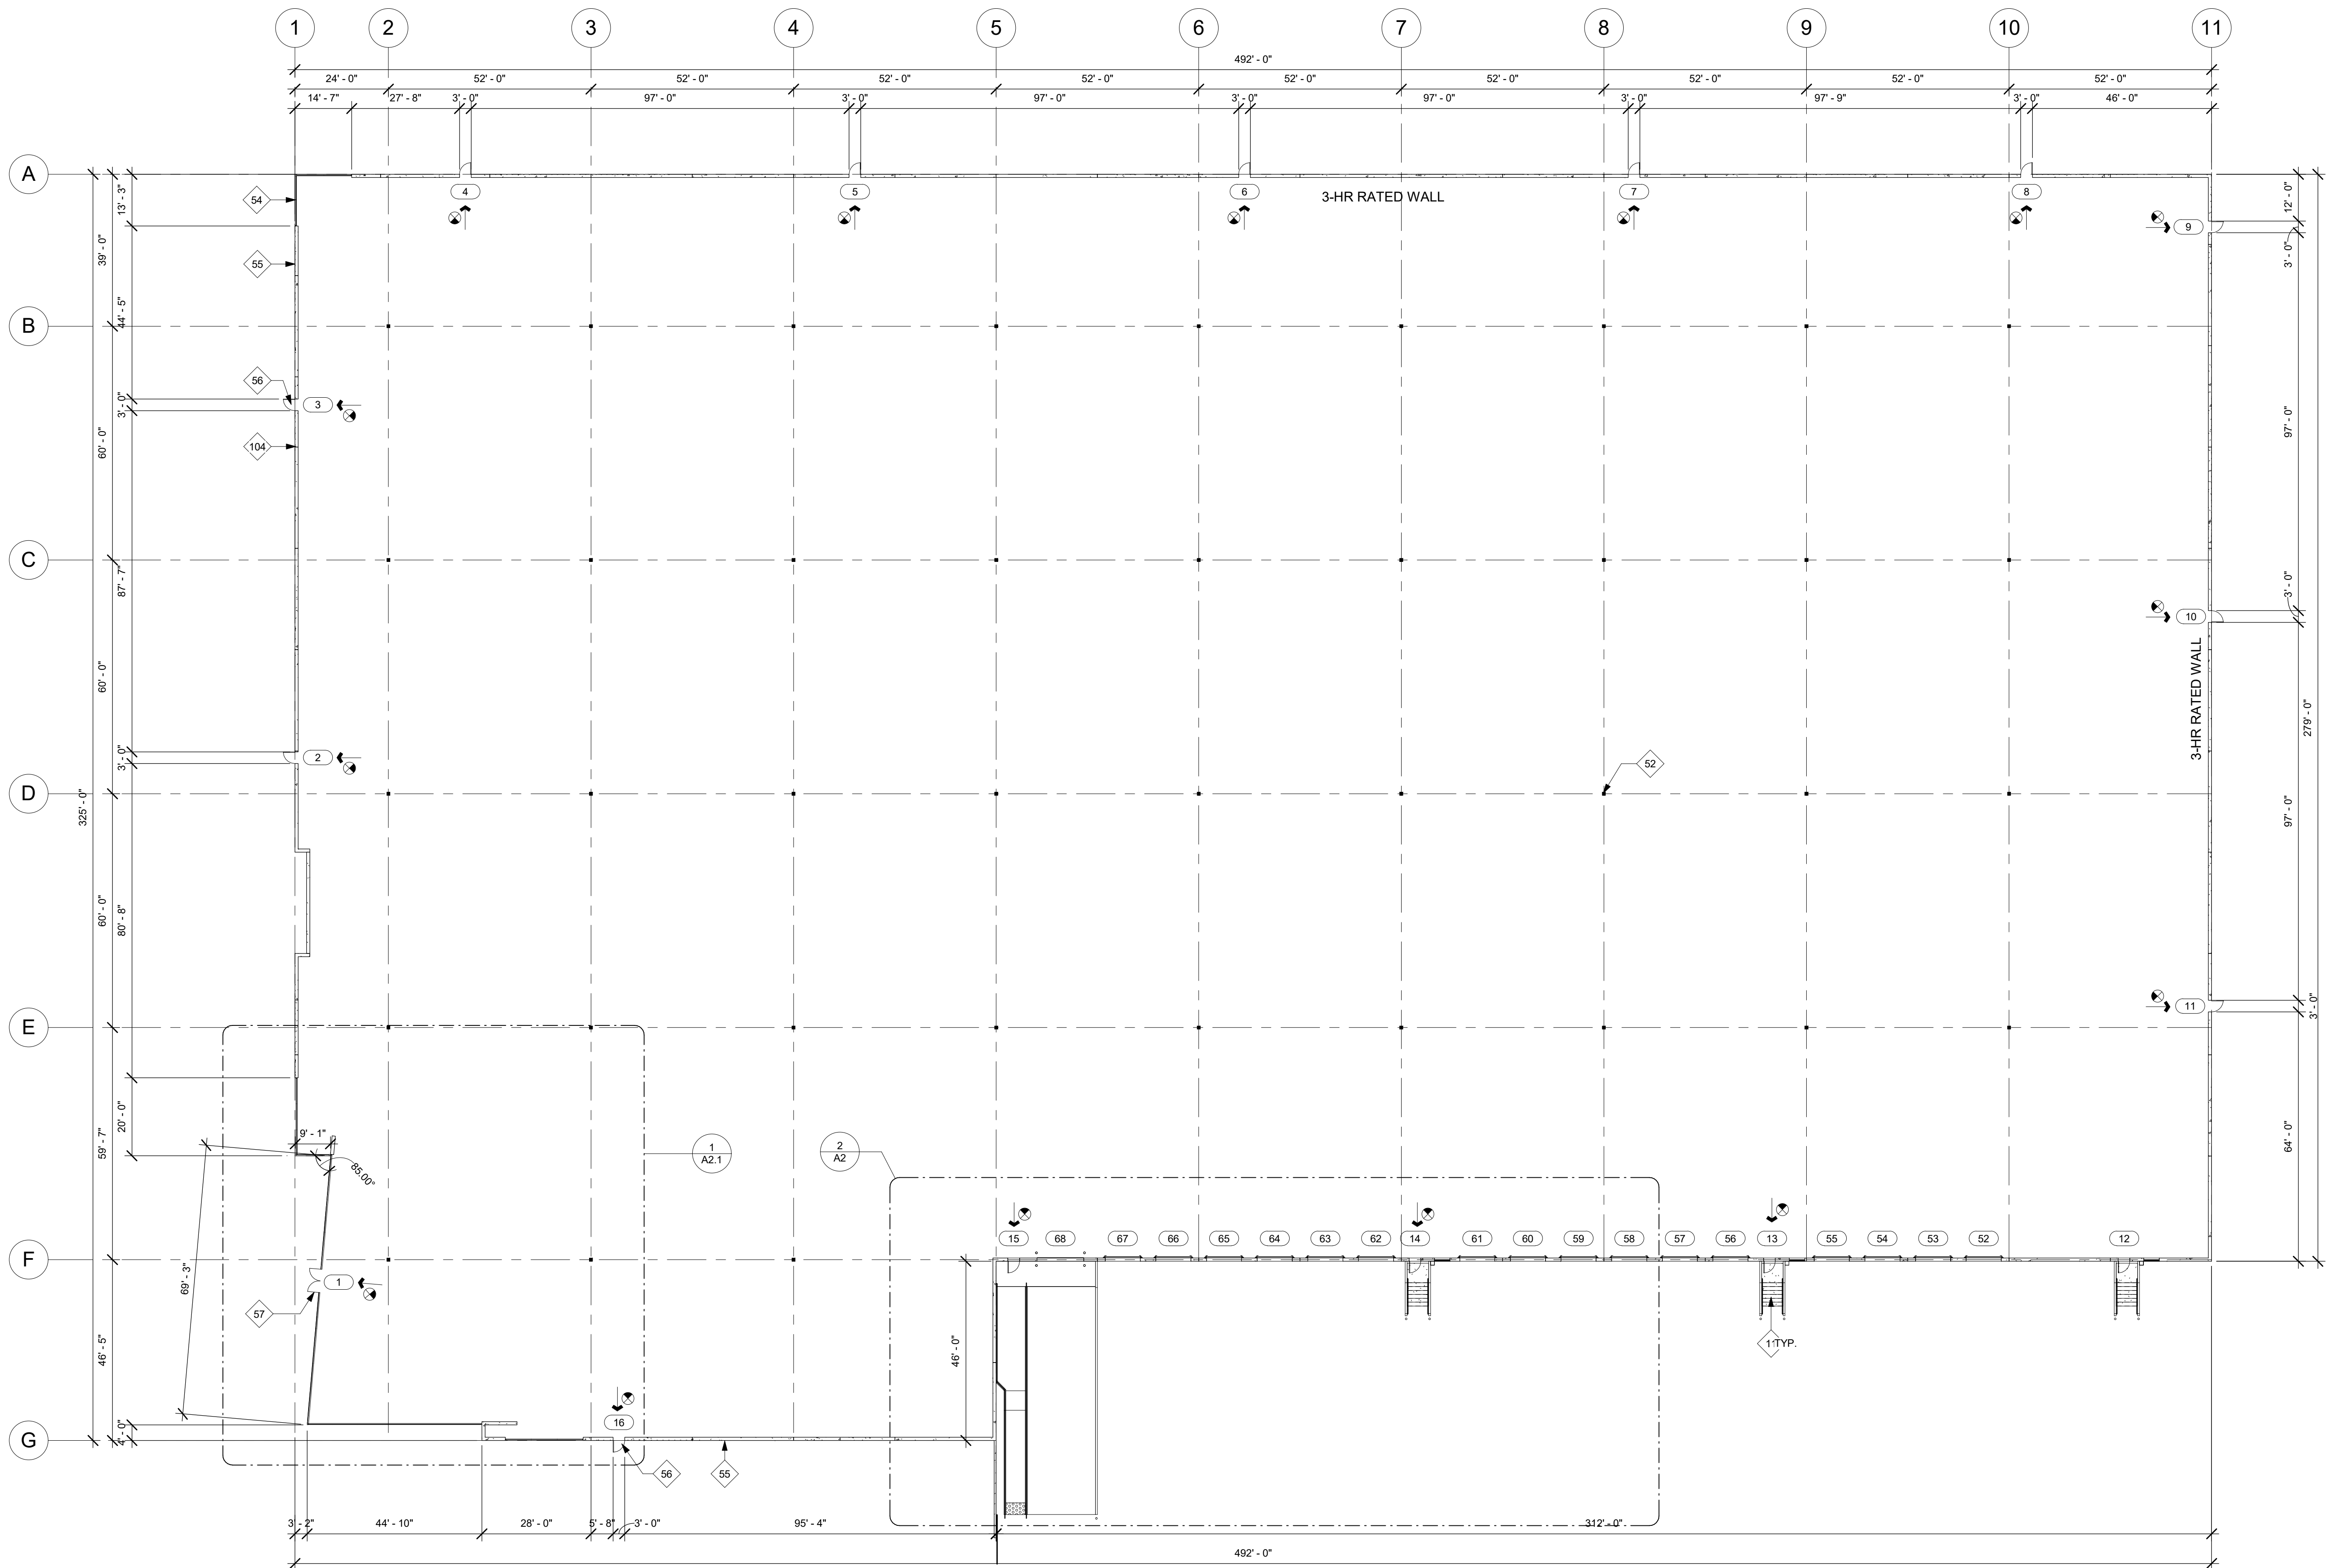 1 2 3 4 5 6 7 8 9 10 11
492' - 0"
24' - 0" 52' - 0" 52' - 0" 52' - 0" 52' - 0" 52' - 0" 52' - 0" 52' - 0" 52' - 0" 52' - 0"
14' - 7" 27' - 8" 3' - 0" 97' - 0" 3' - 0" 97' - 0" 3' - 0" 97' - 0" 3' - 0" 97' - 9" 3' - 0" 46' - 0"
A
4 5 6 7 8
3-HR RATED WALL
13' - 3"
54
12' - 0"
9
39' - 0"
55
3' - 0"
44' - 5"
B
56
3
3' - 0"
60' - 0"
104
97' - 0"
C
87' - 7"
3' - 0"
10
60' - 0"
3-HR RATED WALL
279' - 0"
3' - 0"
2
52
D
325' - 0"
97' - 0"
60' - 0"
80' - 8"
3' - 0"
11
E
20' - 0"
59' - 7"
9' - 1"
85.00°
1
A2.1
2
A2
64' - 0"
15 68 67 66 65 64 63 62 14 61 60 59 58 57 56 13 55 54 53 52 12
F
69' - 3"
1
57
46' - 5"
46' - 0"
11TYP.
16
4' - 0"
G
56
55
3' - 2" 44' - 10" 28' - 0" 5' - 8" 3' - 0" 95' - 4" 312' - 0"
492' - 0"